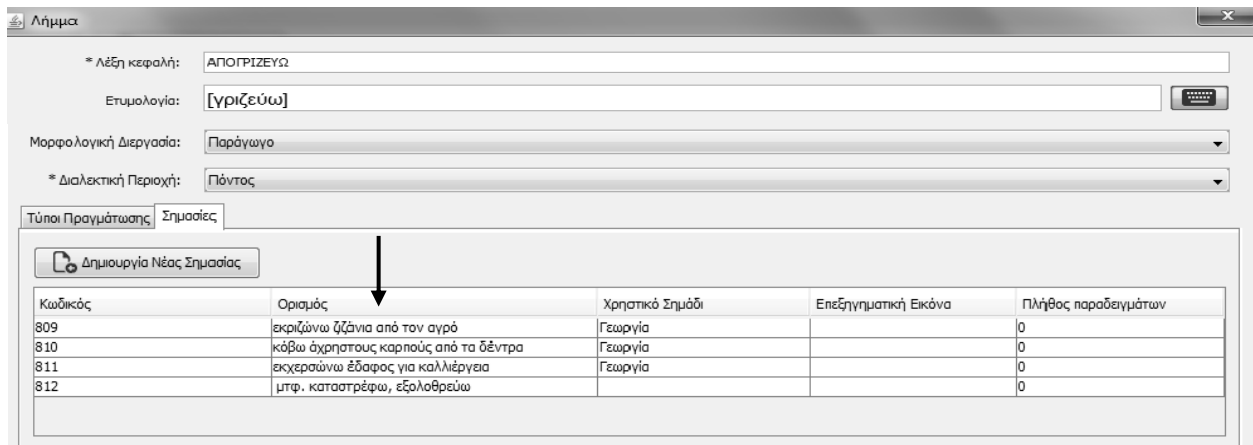 Λήμμα
* Λέξη κεφαλή: ΑΠΟΓΡΙΖΕΥΩ
Ετυμολογία: [γριζεύω]
Μορφολογική Διεργασία: Παράγωγο
* Διαλεκτική Περιοχή: Πόντος
Τύποι Πραγμάτωσης Σημασίες
Δημιουργία Νέας Σημασίας
Κωδικός Ορισμός Χρηστικό Σημάδι Επεξηγηματική Εικόνα Πλήθος παραδειγμάτων
809 εκριζώνω ζιζάνια από τον αγρό Γεωργία 0
810 κόβω άχρηστους καρπούς από τα δέντρα Γεωργία 0
811 εκχερσώνω έδαφος για καλλιέργεια Γεωργία 0
812 μτφ. καταστρέφω, εξολοθρεύω 0